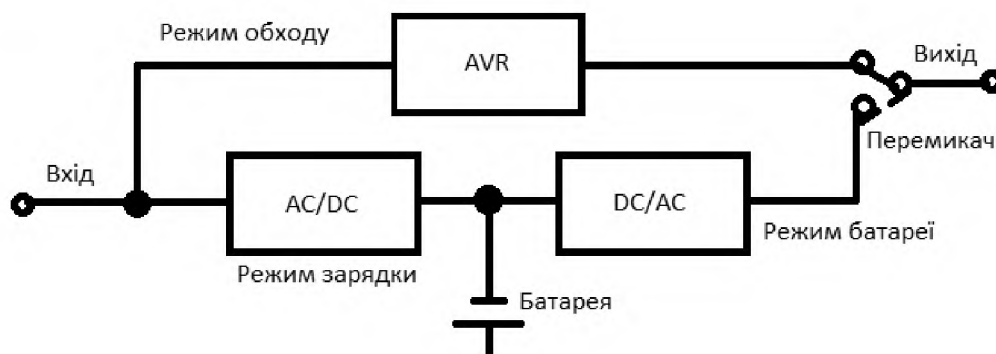 Режим обходу
AVR
Вихід
Перемикач
Вхід
AC/DC
DC/AC
Режим батареї
Режим зарядки
Батарея